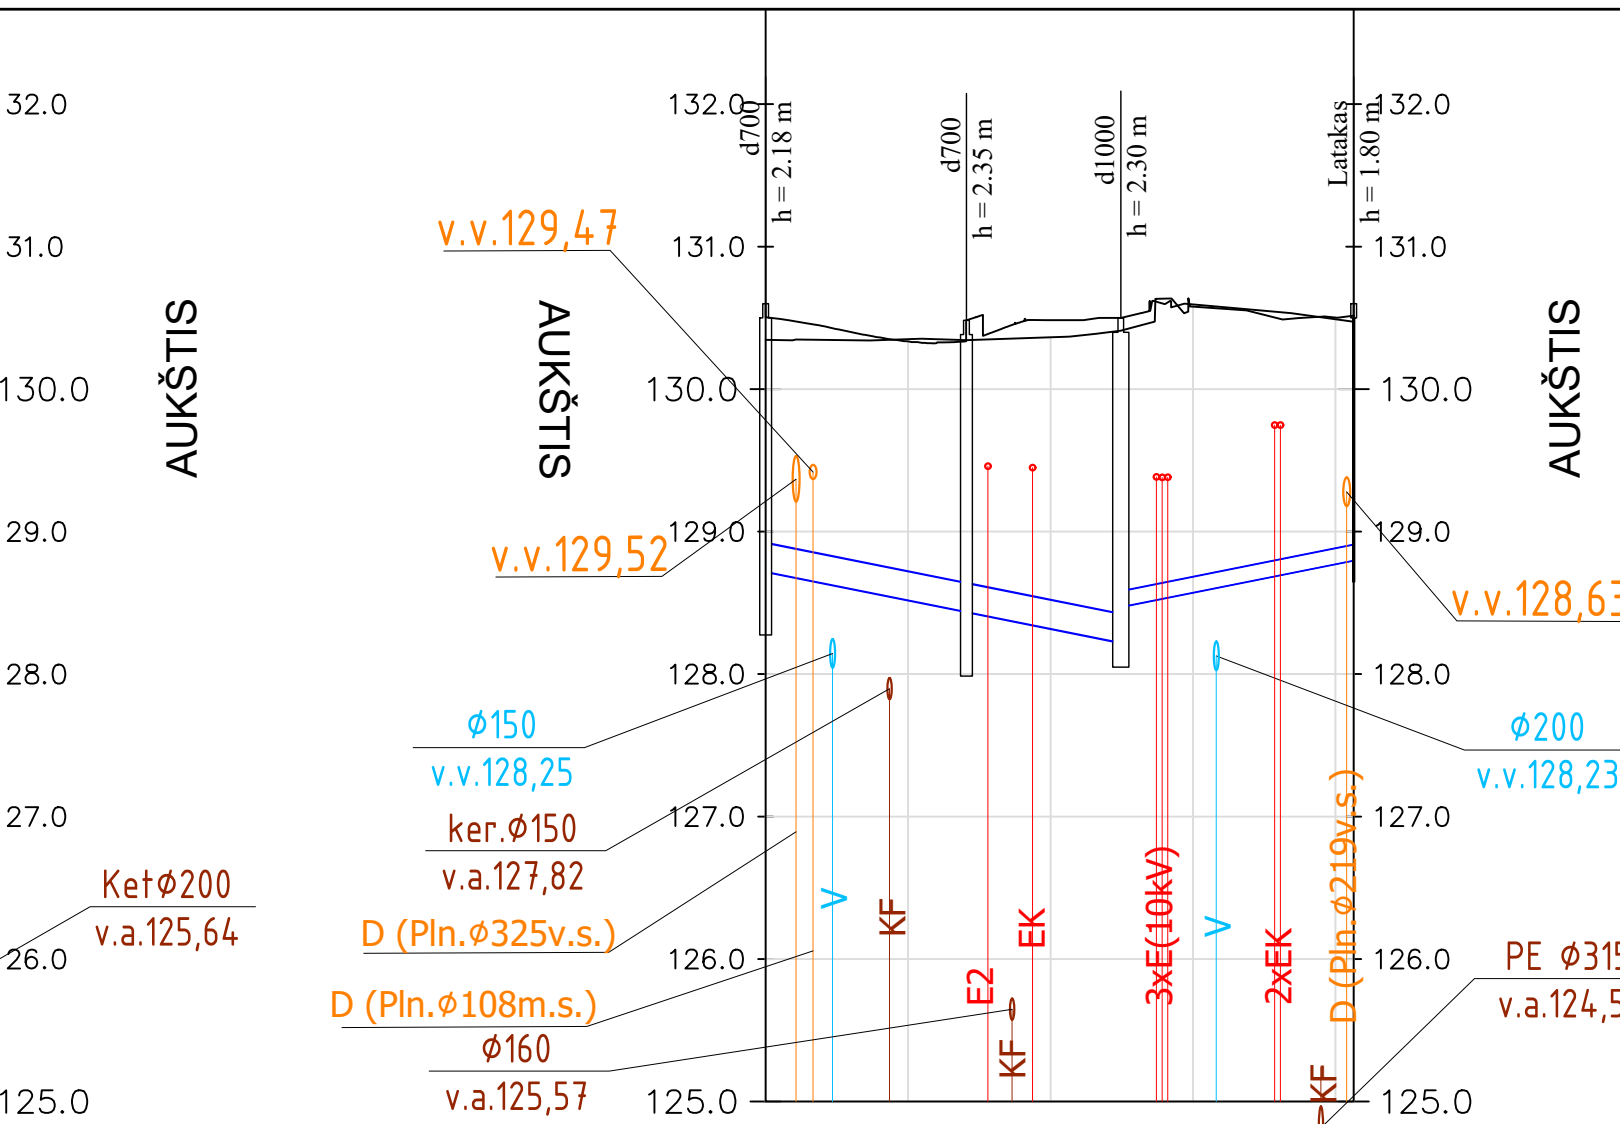 32.0
31.0
130.0
29.0
28.0
27.0
26.0
125.0
AUKŠTIS
Ketφ200
v.a.125,64
AUKŠTIS
v.v.129,47
v.v.129,52
φ150
v.v.128,25
ker.φ150
v.a.127,82
D (Pln.φ325v.s.)
D (Pln.φ108m.s.)
φ160
v.a.125,57
132.0
131.0
130.0
129.0
128.0
127.0
126.0
125.0
d700
h = 2.18 m
d700
h = 2.35 m
d1000
h = 2.30 m
Latakas
h = 1.80 m
V
KF
E2
KF
EK
3xE(10kV)
V
2xEK
KF
D (Pln.φ219v.s.)
132.0
131.0
130.0
129.0
128.0
127.0
126.0
125.0
AUKŠTIS
v.v.128,63
φ200
v.v.128,23
PE φ315
v.a.124,5